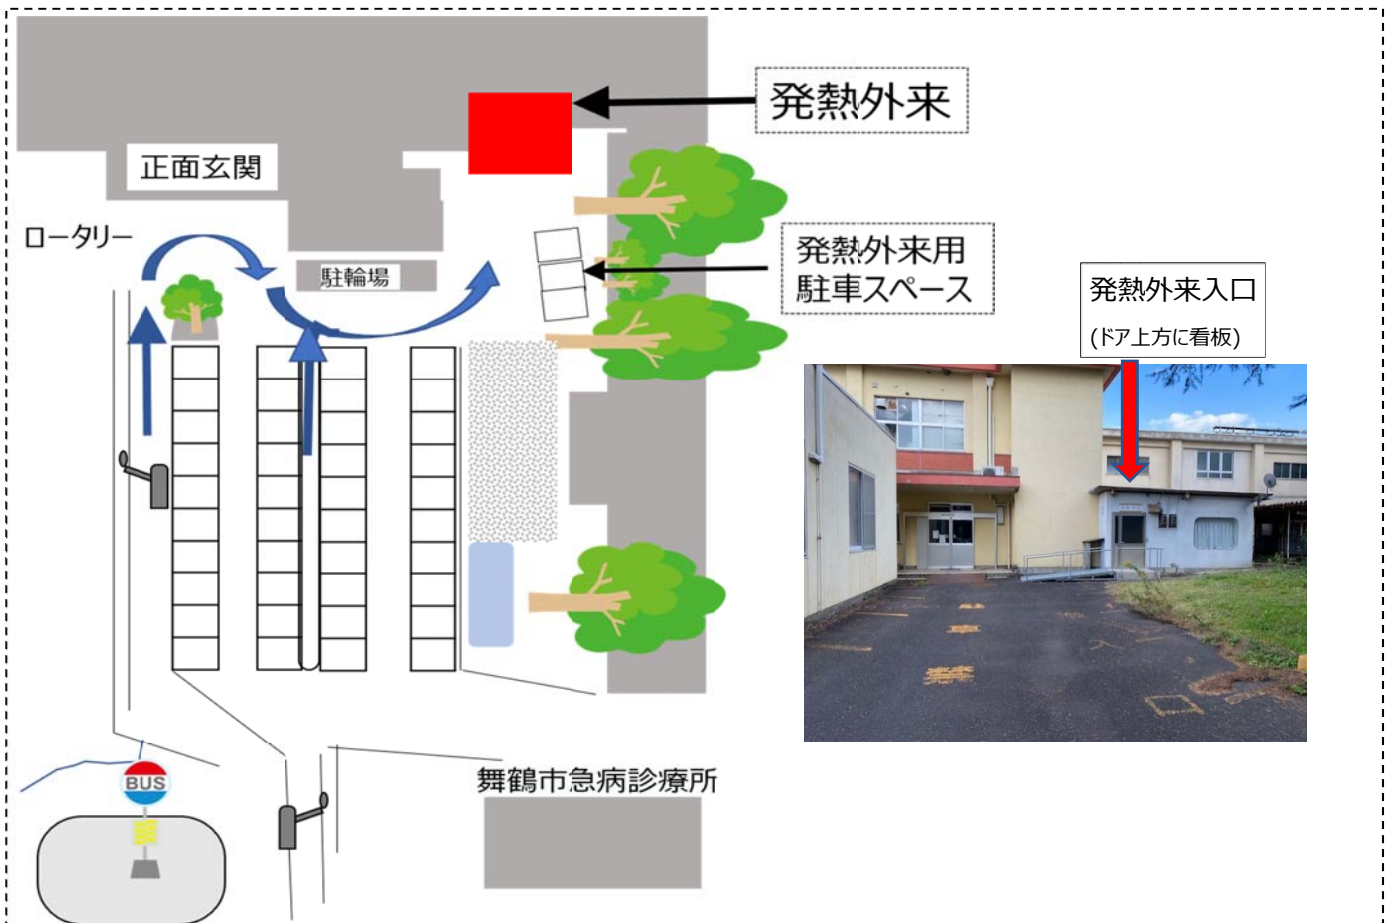 発熱外来
正面玄関
ロータリー
駐輪場
発熱外来用
駐車スペース
発熱外来入口
(ドア上方に看板)
BUS
舞鶴市急病診療所